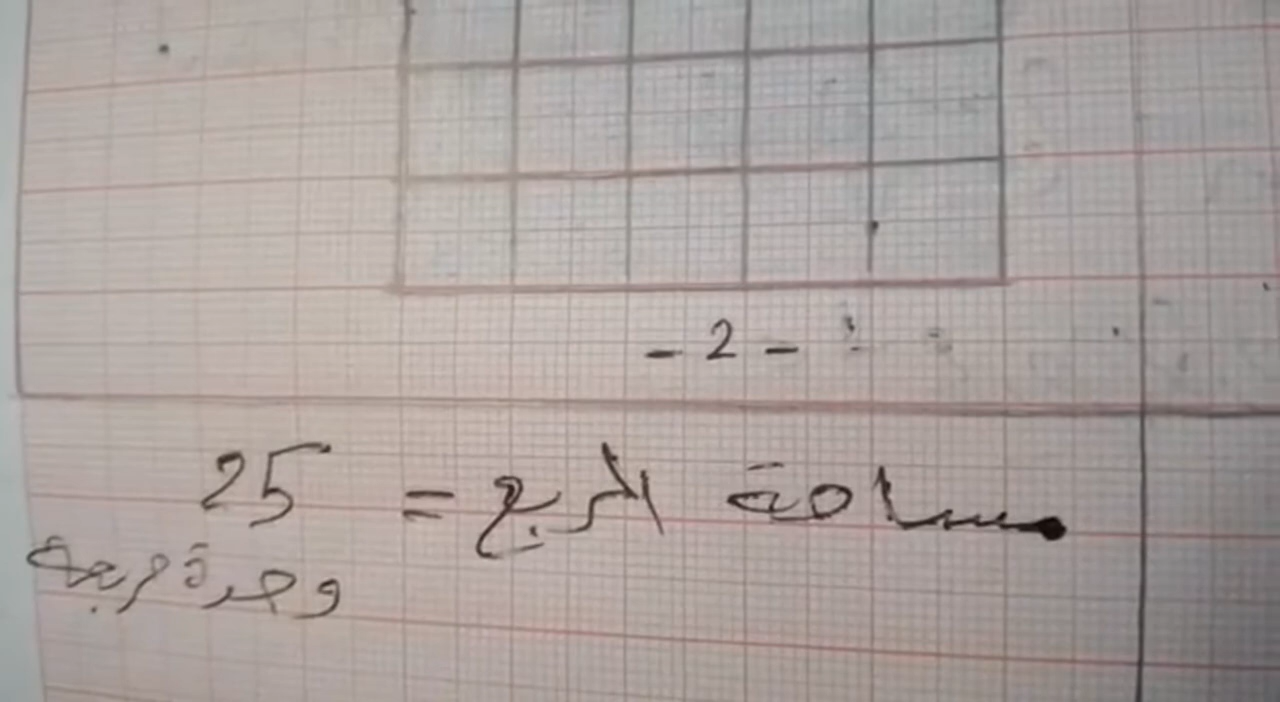 - 2 -
مساحة المربع = 25
وحدة مربعة